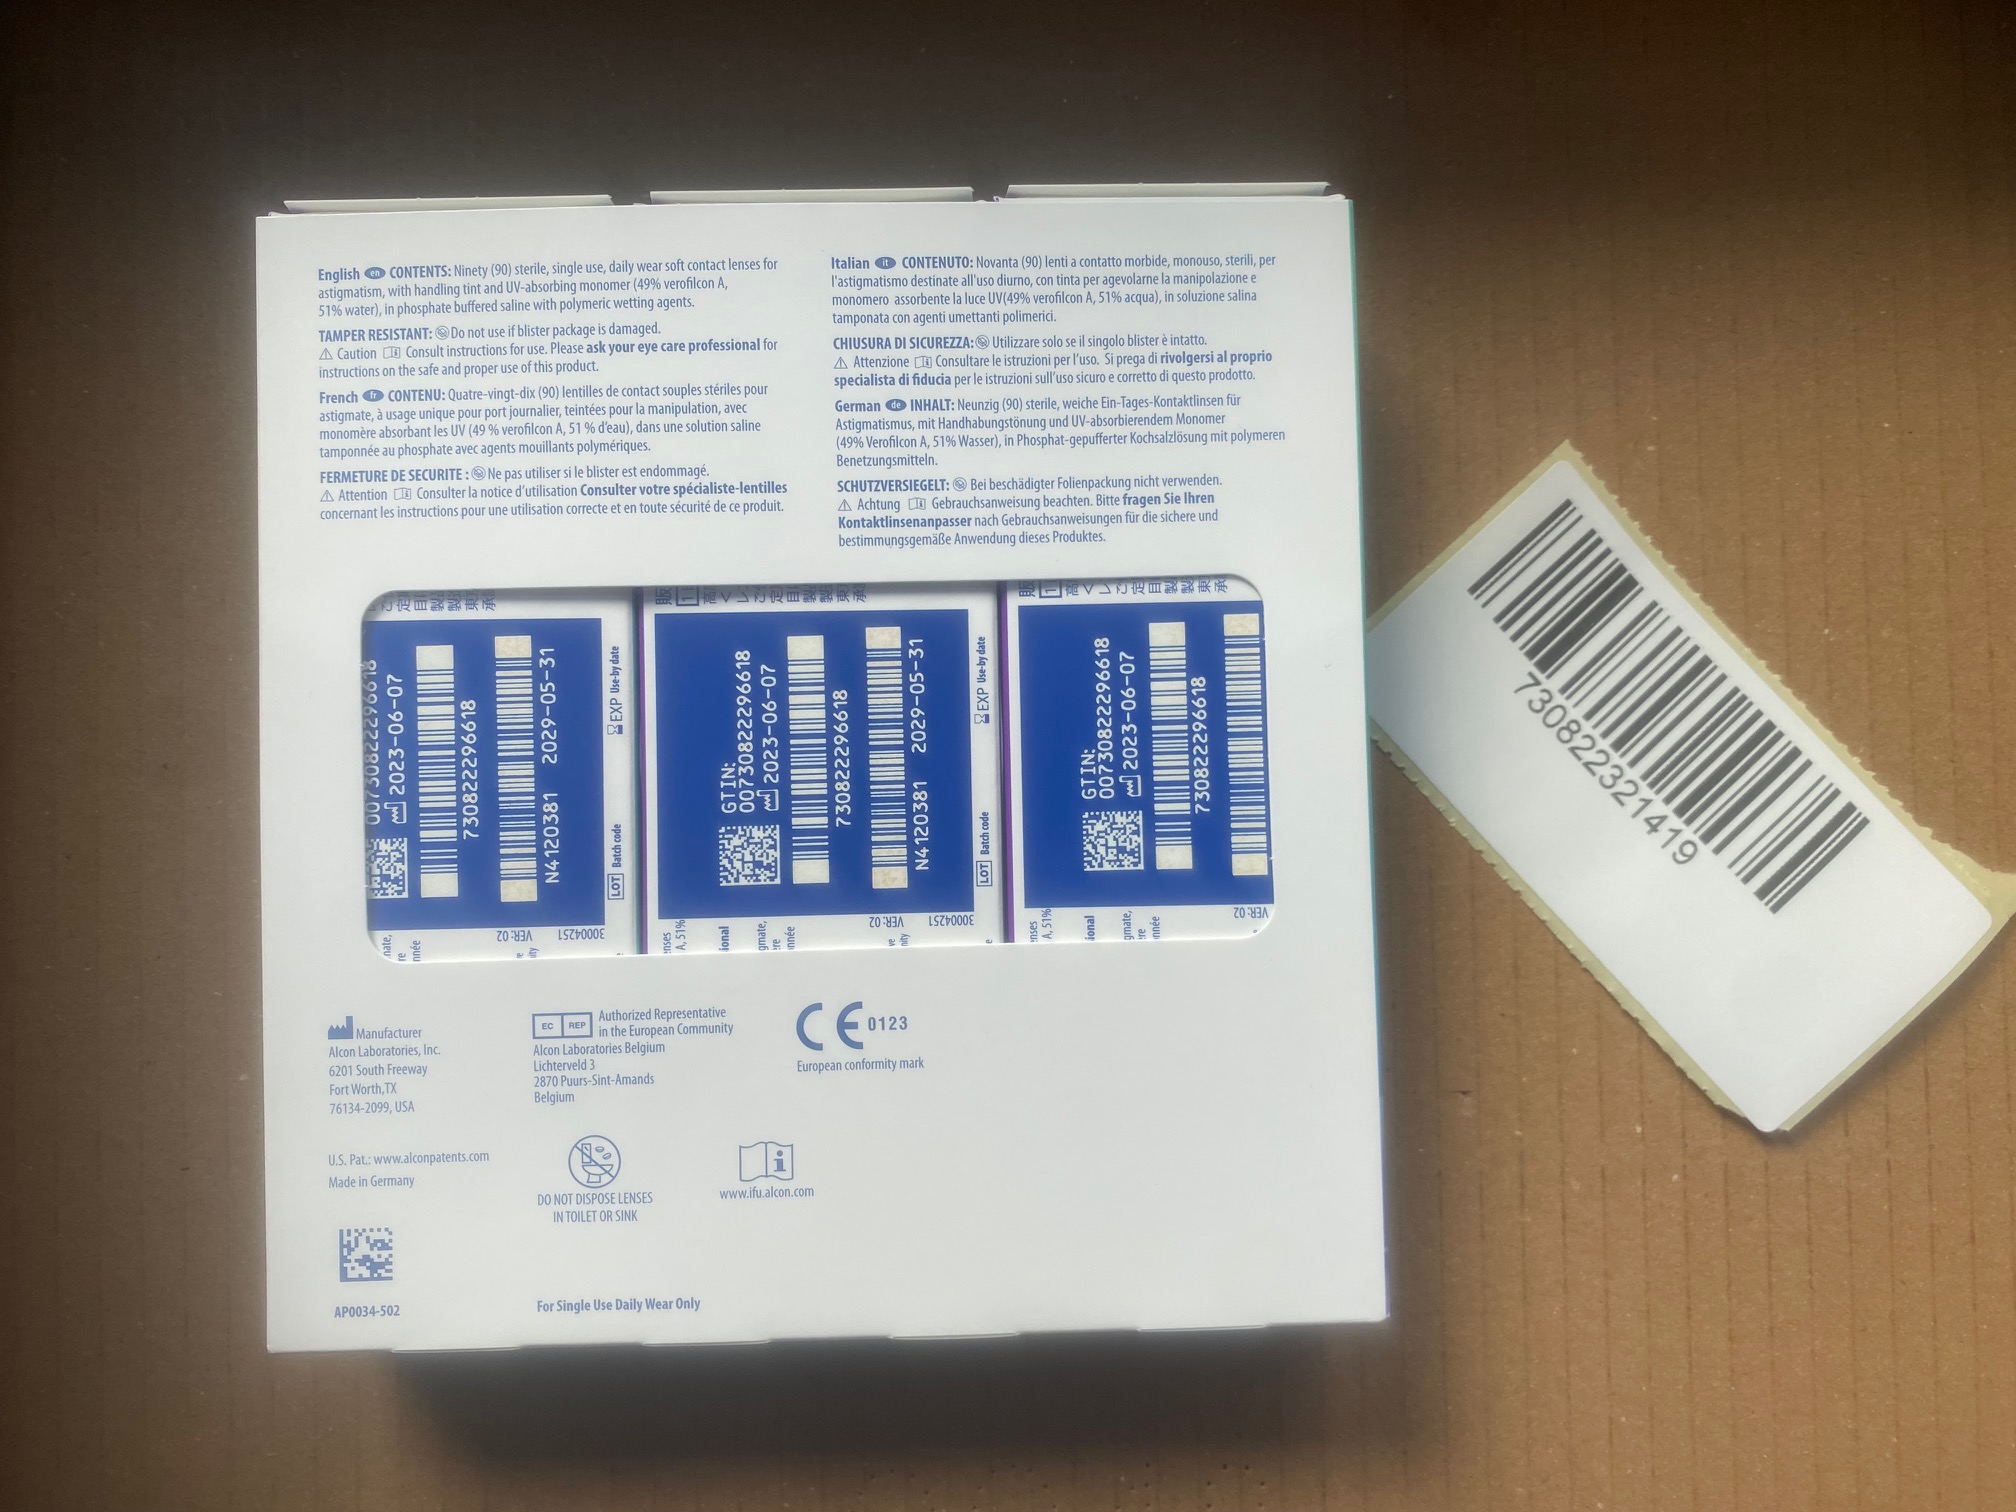 English en CONTENTS: Ninety (90) sterile, single use, daily wear soft contact lenses for
astigmatism, with handling tint and UV-absorbing monomer (49% verofilcon A,
51% water), in phosphate buffered saline with polymeric wetting agents.
TAMPER RESISTANT: Do not use if blister package is damaged.
Caution Consult instructions for use. Please ask your eye care professional for
instructions on the safe and proper use of this product.
French fr CONTENU: Quatre-vingt-dix (90) lentilles de contact souples stériles pour
astigmate, à usage unique pour port journalier, teintées pour la manipulation, avec
monomère absorbant les UV (49 % verofilcon A, 51 % d'eau), dans une solution saline
tamponnée au phosphate avec agents mouillants polymériques.
FERMETURE DE SECURITE : Ne pas utiliser si le blister est endommagé.
Attention Consulter la notice d'utilisation Consulter votre spécialiste-lentilles
concernant les instructions pour une utilisation correcte et en toute sécurité de ce produit.
Italian it CONTENUTO: Novanta (90) lenti a contatto morbide, monouso, sterili, per
l'astigmatismo destinate all'uso diurno, con tinta per agevolarne la manipolazione e
monomero assorbente la luce UV(49% verofilcon A, 51% acqua), in soluzione salina
tamponata con agenti umettanti polimerici.
CHIUSURA DI SICUREZZA: Utilizzare solo se il singolo blister è intatto.
Attenzione Consultare le istruzioni per l'uso. Si prega di rivolgersi al proprio
specialista di fiducia per le istruzioni sull'uso sicuro e corretto di questo prodotto.
German de INHALT: Neunzig (90) sterile, weiche Ein-Tages-Kontaktlinsen für
Astigmatismus, mit Handhabungstönung und UV-absorbierendem Monomer
(49% Verofilcon A, 51% Wasser), in Phosphat-gepufferter Kochsalzlösung mit polymeren
Benetzungsmitteln.
SCHUTZVERSIEGELT: Bei beschädigter Folienpackung nicht verwenden.
Achtung Gebrauchsanweisung beachten. Bitte fragen Sie Ihren
Kontaktlinsenanpasser nach Gebrauchsanweisungen für die sichere und
bestimmungsgemäße Anwendung dieses Produktes.
00730822296618
2023-06-07
730822296618
N4120381 2029-05-31
LOT Batch code EXP Use-by date
VER: 02
30004251
GTIN:
00730822296618
2023-06-07
730822296618
N4120381 2029-05-31
LOT Batch code EXP Use-by date
VER: 02
30004251
A, 51%
GTIN:
00730822296618
2023-06-07
730822296618
VER: 02
A, 51%
730822321419
Manufacturer
Alcon Laboratories, Inc.
6201 South Freeway
Fort Worth,TX
76134-2099, USA
EC REP Authorized Representative
in the European Community
Alcon Laboratories Belgium
Lichterveld 3
2870 Puurs-Sint-Amands
Belgium
CE 0123
European conformity mark
U.S. Pat.: www.alconpatents.com
Made in Germany
DO NOT DISPOSE LENSES
IN TOILET OR SINK
www.ifu.alcon.com
AP0034-502
For Single Use Daily Wear Only